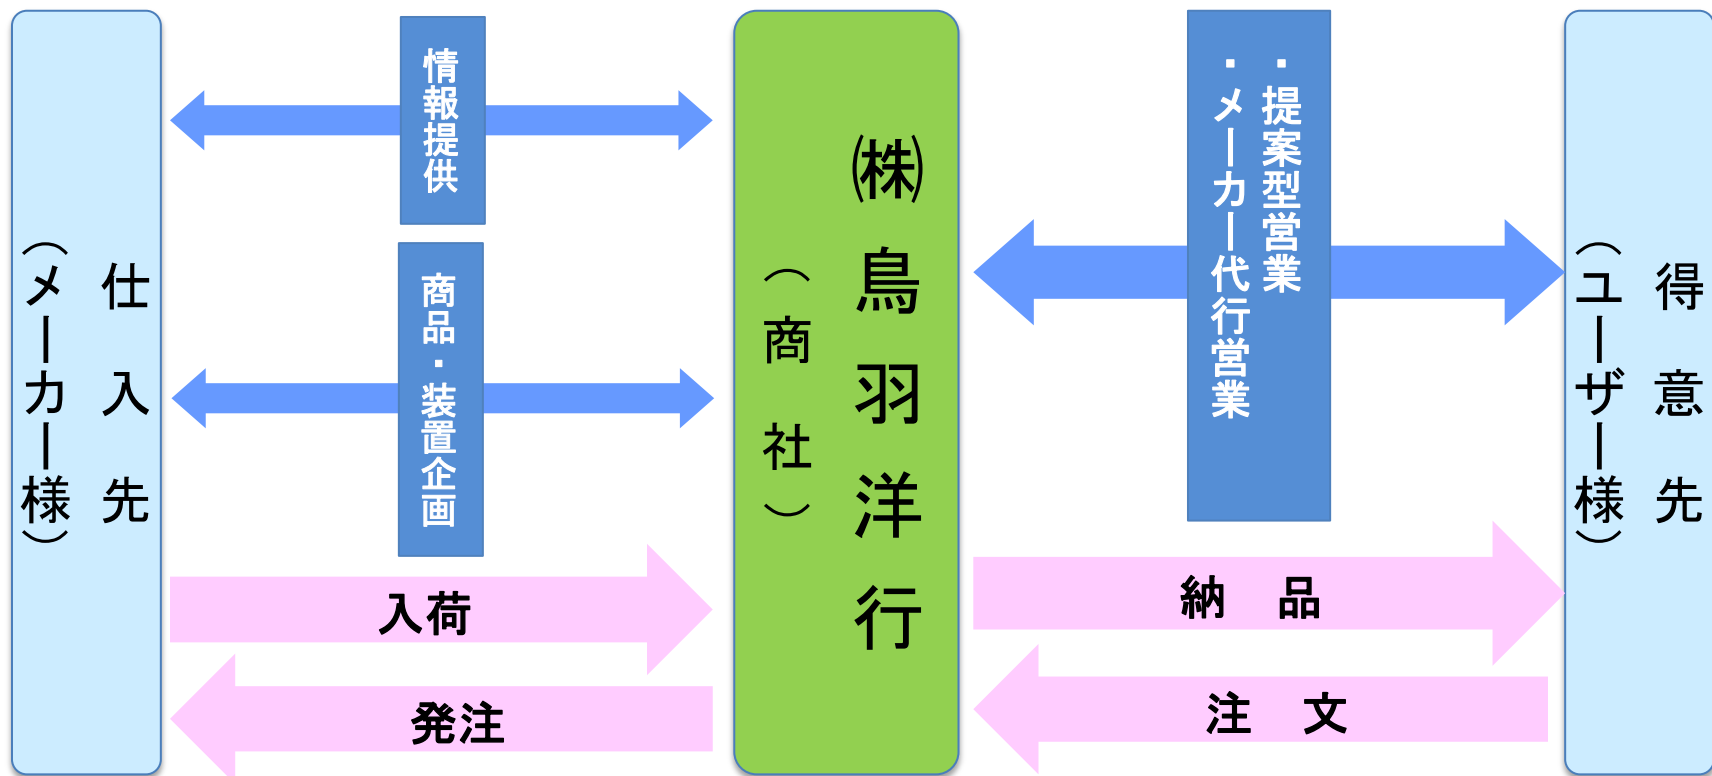 仕入先
（メーカー様）
情報提供
商品・装置企画
入荷
発注
㈱鳥羽洋行
（商社）
・提案型営業
・メーカー代行営業
納　品
注　文
得意先
（ユーザー様）